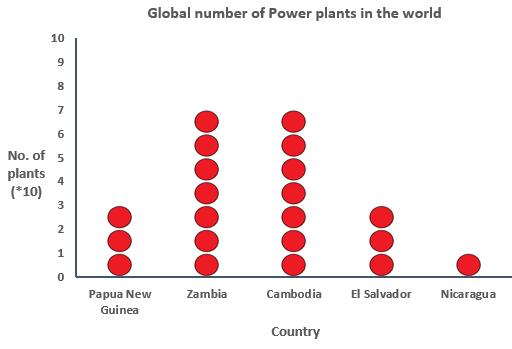 Global number of Power plants in the world
10
9
8
7
6
5
4
3
2
1
0
No. of
plants
(*10)
Papua New
Guinea
Zambia
Cambodia
El Salvador
Nicaragua
Country